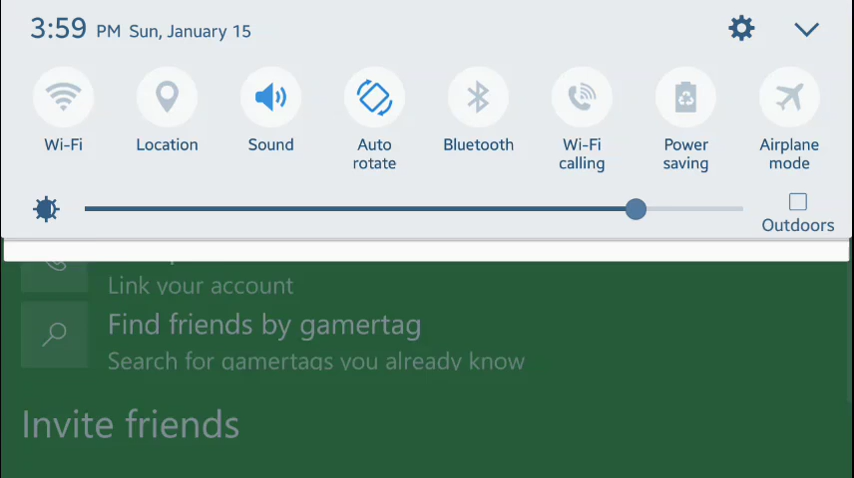 3:59 PM Sun, January 15
Wi-Fi
Location
Sound
Auto
rotate
Bluetooth
Wi-Fi
calling
Power
saving
Airplane
mode
Outdoors
Link your account
Find friends by gamertag
Search for gamertags you already know
Invite friends